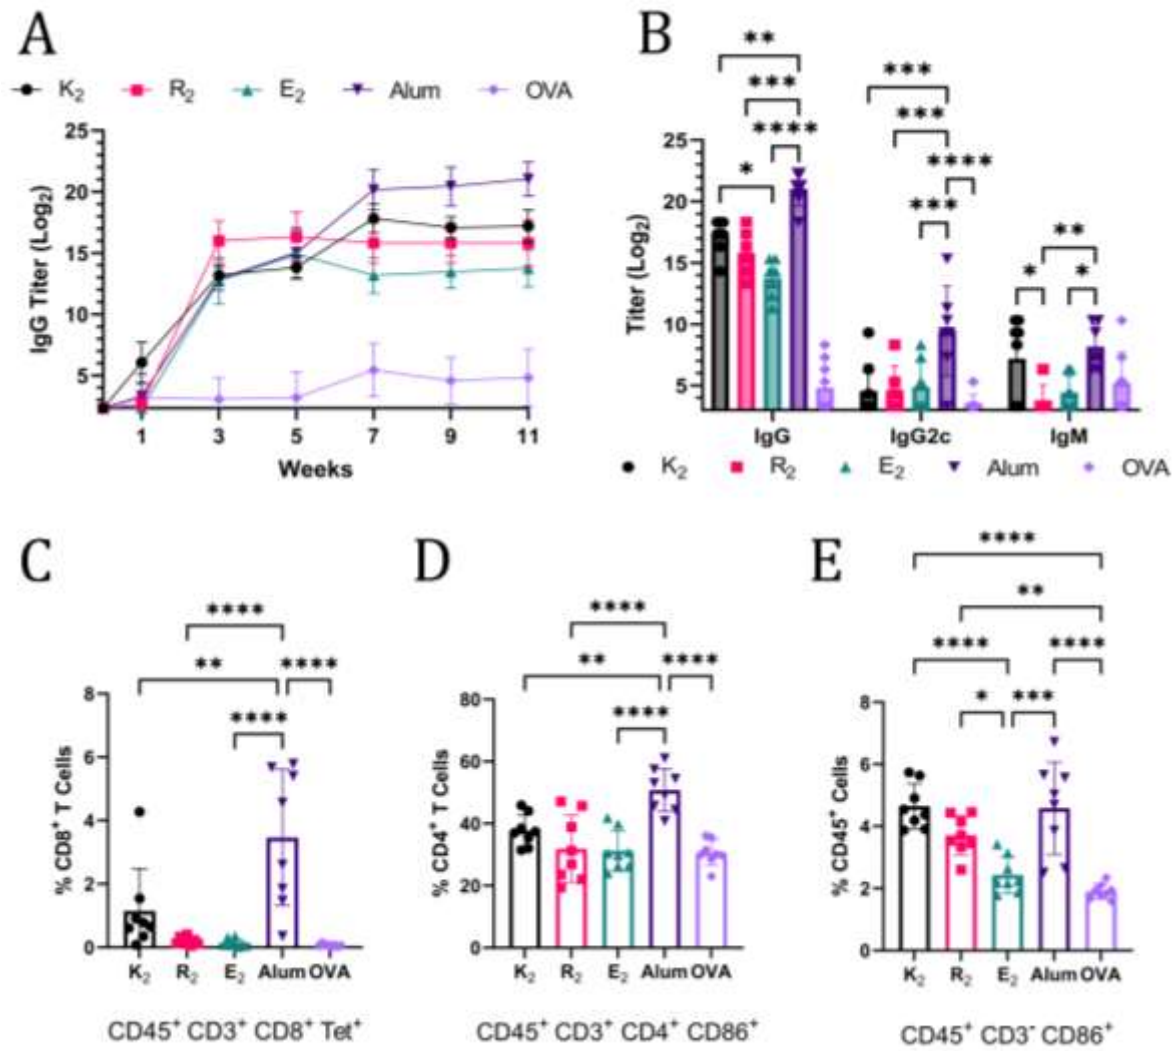 A
K₂ R₂ E₂ Alum OVA
IgG Titer (Log₂)
25
20
15
10
5
1 3 5 7 9 11
Weeks
B
**
***
****
*
***
***
****
***
**
* *
Titer (Log₂)
25
20
15
10
5
IgG IgG2c IgM
K₂ R₂ E₂ Alum OVA
C
****
** ****
****
% CD8⁺ T Cells
8
6
4
2
0
K₂ R₂ E₂ Alum OVA
CD45⁺ CD3⁺ CD8⁺ Tet⁺
D
****
** ****
****
% CD4⁺ T Cells
80
60
40
20
0
K₂ R₂ E₂ Alum OVA
CD45⁺ CD3⁺ CD4⁺ CD86⁺
E
****
**
**** ****
* ***
% CD45⁺ Cells
8
6
4
2
0
K₂ R₂ E₂ Alum OVA
CD45⁺ CD3⁻ CD86⁺